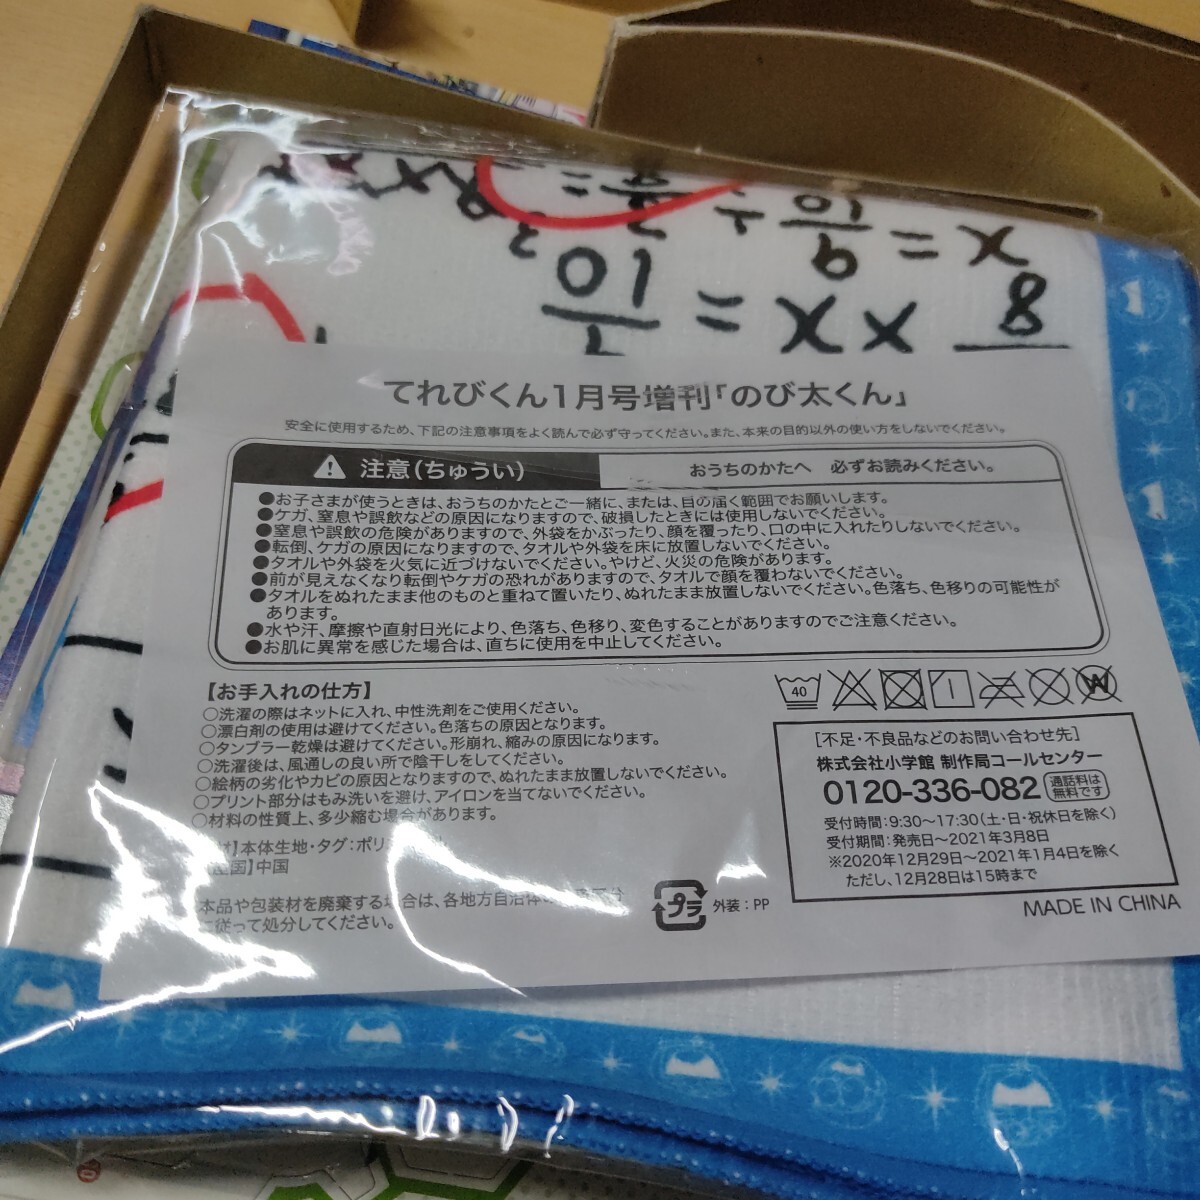 てれびくん1月号増刊「のび太くん」
安全に使用するため、下記の注意事項をよく読んで必ず守ってください。また、本来の目的以外の使い方をしないでください。
注意(ちゅうい)
おうちのかたへ 必ずお読みください。
●お子さまが使うときは、おうちのかたとご一緒に、または、目の届く範囲でお願いします。
●ケガ、窒息や誤飲などの原因になりますので、破損したときには使用しないでください。
●窒息や誤飲の危険がありますので、外袋をかぶったり、顔を覆ったり、口の中に入れたりしないでください。
●転倒、ケガの原因になりますので、タオルや外袋を床に放置しないでください。
●タオルや外袋を火気に近づけないでください。やけど、火災の危険があります。
●前が見えなくなり転倒やケガの恐れがありますので、タオルで顔を覆わないでください。
●タオルをぬれたまま他のものと重ねて置いたり、ぬれたまま放置しないでください。色落ち、色移りの可能性が
あります。
●水や汗、摩擦や直射日光により、色落ち、色移り、変色することがありますのでご注意ください。
●お肌に異常を感じた場合は、直ちに使用を中止してください。
【お手入れの仕方】
○洗濯の際はネットに入れ、中性洗剤をご使用ください。
○漂白剤の使用は避けてください。色落ちの原因となります。
○タンブラー乾燥は避けてください。形崩れ、縮みの原因になります。
○洗濯後は、風通しの良い所で陰干しをしてください。
○絵柄の劣化やカビの原因となりますので、ぬれたまま放置しないでください。
○プリント部分はもみ洗いを避け、アイロンを当てないでください。
○材料の性質上、多少縮む場合があります。
】本体生地・タグ:ポリ
国】中国
本品や包装材を廃棄する場合は、各地方自治体の
に従って処分してください。
プラ
外装:PP
40
W
[不足・不良品などのお問い合わせ先]
株式会社小学館 制作局コールセンター
0120-336-082
通話料は
無料です
受付時間:9:30〜17:30(土・日・祝休日を除く)
受付期間:発売日〜2021年3月8日
※2020年12月29日〜2021年1月4日を除く
ただし、12月28日は15時まで
MADE IN CHINA